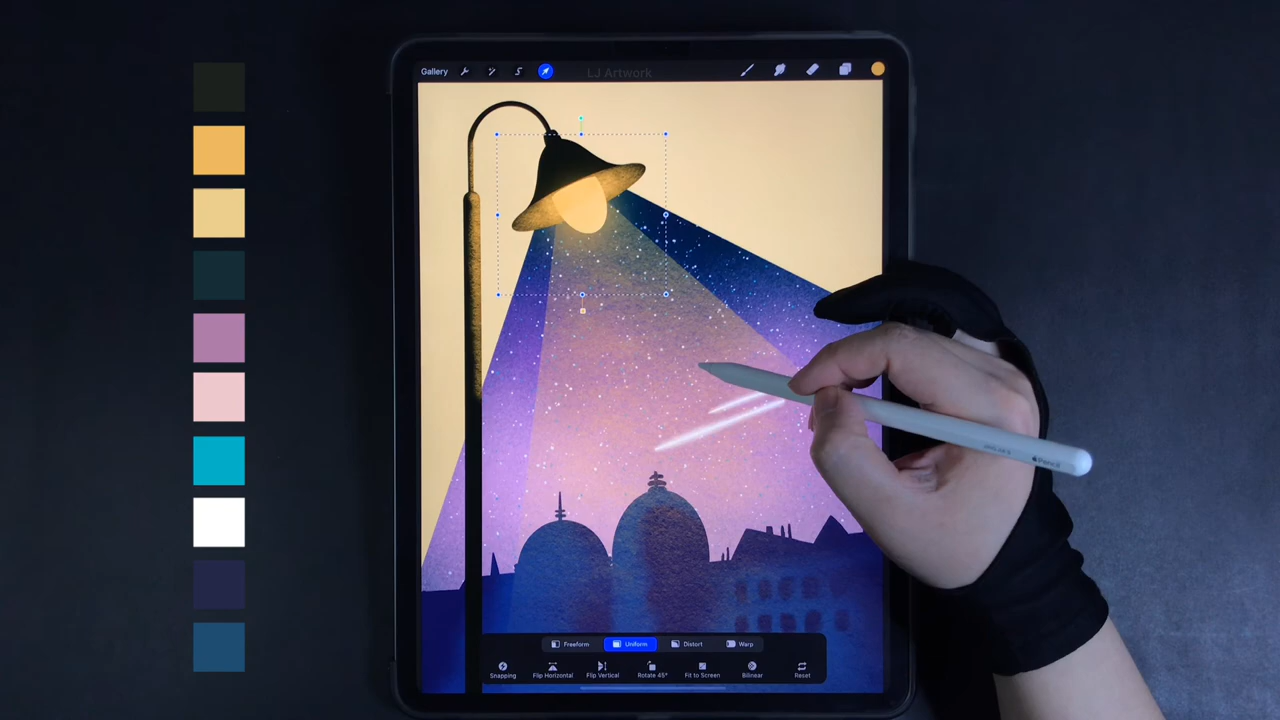 Gallery
LJ Artwork
Freeform Uniform Distort Warp
Snapping Flip Horizontal Flip Vertical Rotate 45° Fit to Screen Bilinear Reset
Pencil